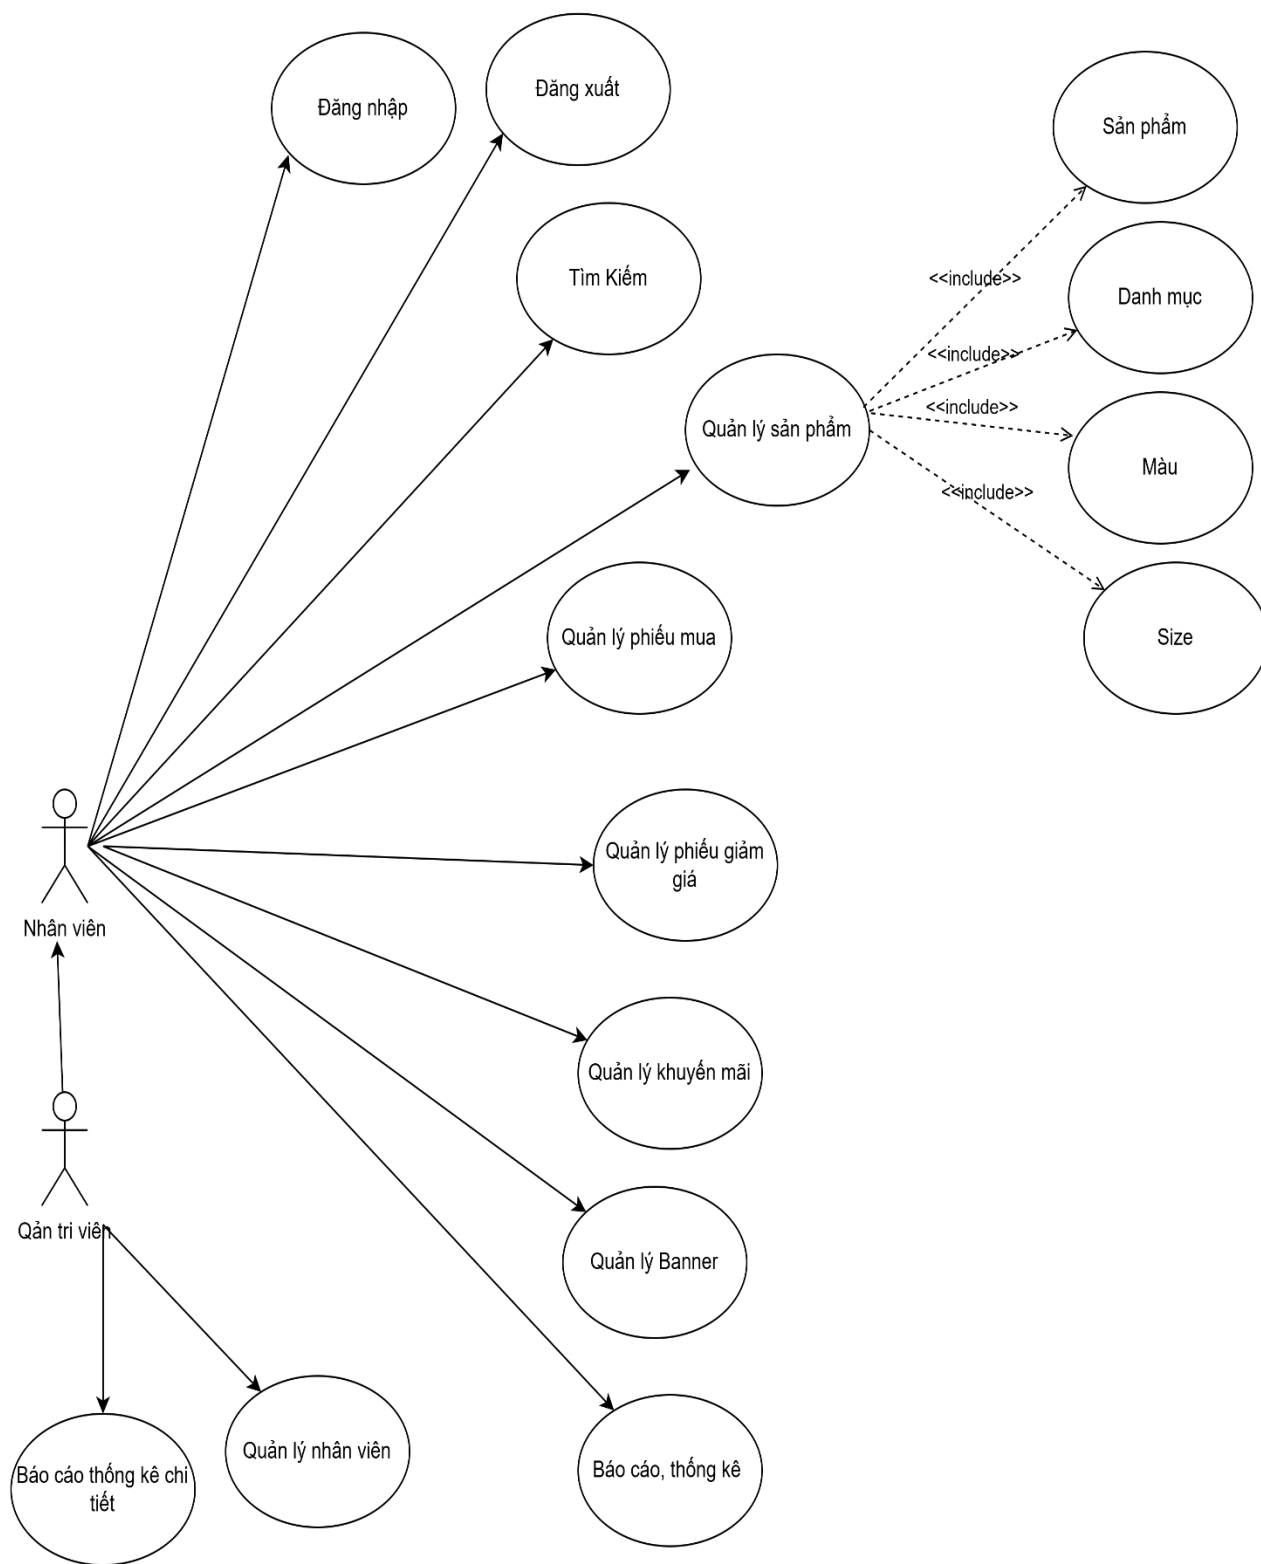 Đăng nhập
Đăng xuất
Sản phẩm
Tìm Kiếm
<<include>>
Danh mục
<<include>>
<<include>>
Quản lý sản phẩm
Màu
<<include>>
Quản lý phiếu mua
Size
Quản lý phiếu giảm
giá
Nhân viên
Quản lý khuyến mãi
Qản tri viên
Quản lý Banner
Quản lý nhân viên
Báo cáo thống kê chi
tiết
Báo cáo, thống kê